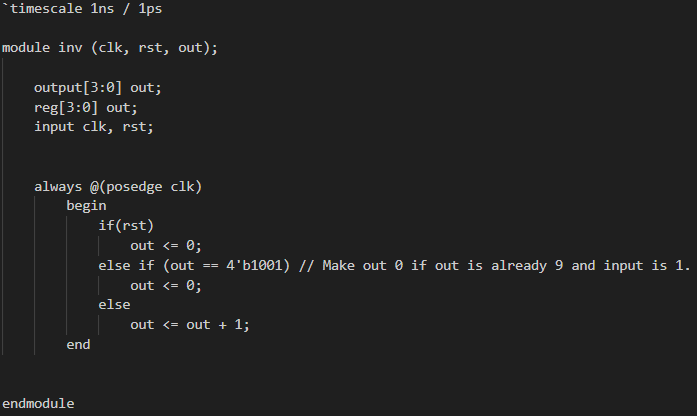 `timescale 1ns / 1ps
module inv (clk, rst, out);
output[3:0] out;
reg[3:0] out;
input clk, rst;
always @(posedge clk)
begin
if(rst)
out <= 0;
else if (out == 4'b1001) // Make out 0 if out is already 9 and input is 1.
out <= 0;
else
out <= out + 1;
end
endmodule